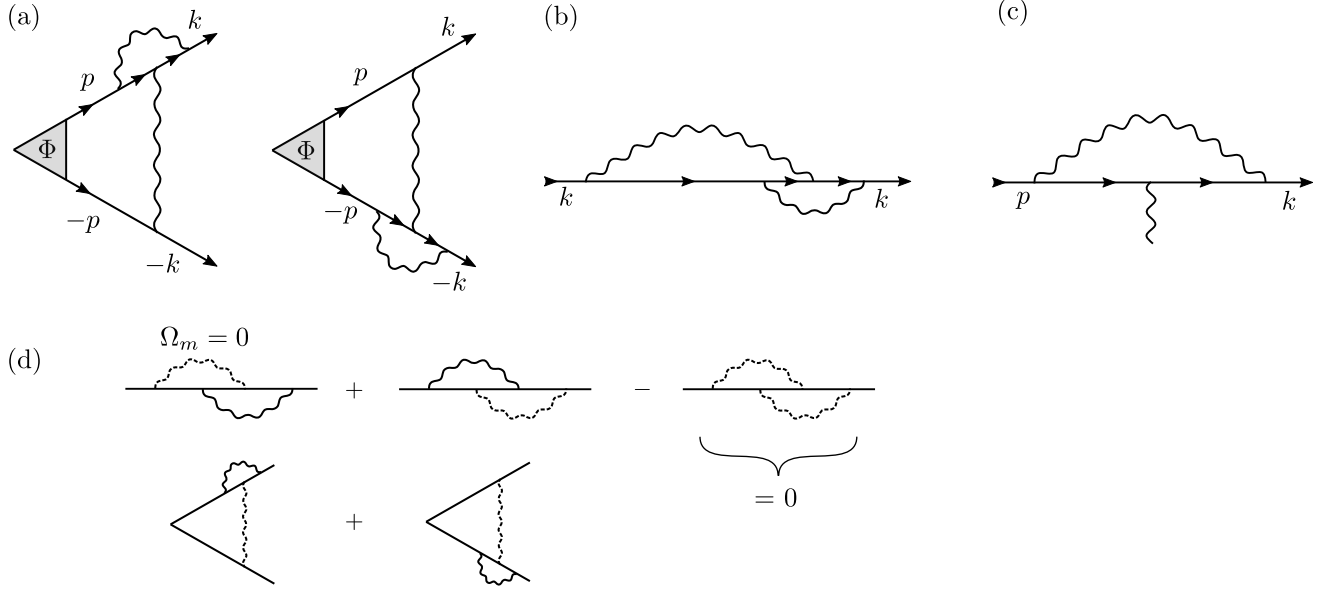 (a)
k
p
Φ
−p
−k
k
p
Φ
−p
−k
(b)
k
k
(c)
p
k
(d)
Ω_m = 0
+
−
= 0
+